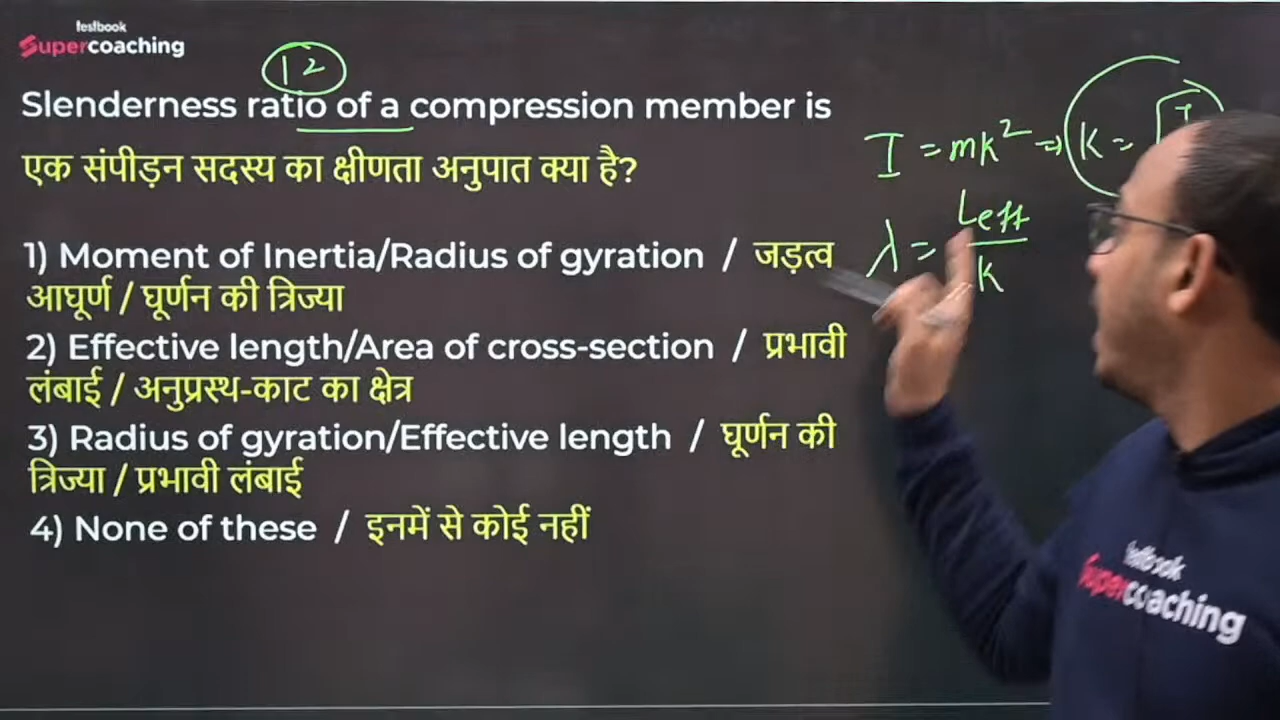 testbook
Supercoaching
12
Slenderness ratio of a compression member is
एक संपीड़न सदस्य का क्षीणता अनुपात क्या है?
1) Moment of Inertia/Radius of gyration / जड़त्व
आघूर्ण / घूर्णन की त्रिज्या
2) Effective length/Area of cross-section / प्रभावी
लंबाई / अनुप्रस्थ-काट का क्षेत्र
3) Radius of gyration/Effective length / घूर्णन की
त्रिज्या / प्रभावी लंबाई
4) None of these / इनमें से कोई नहीं
I = mk² ⇒ k = √I
λ = Leff
k
testbook
Supercoaching